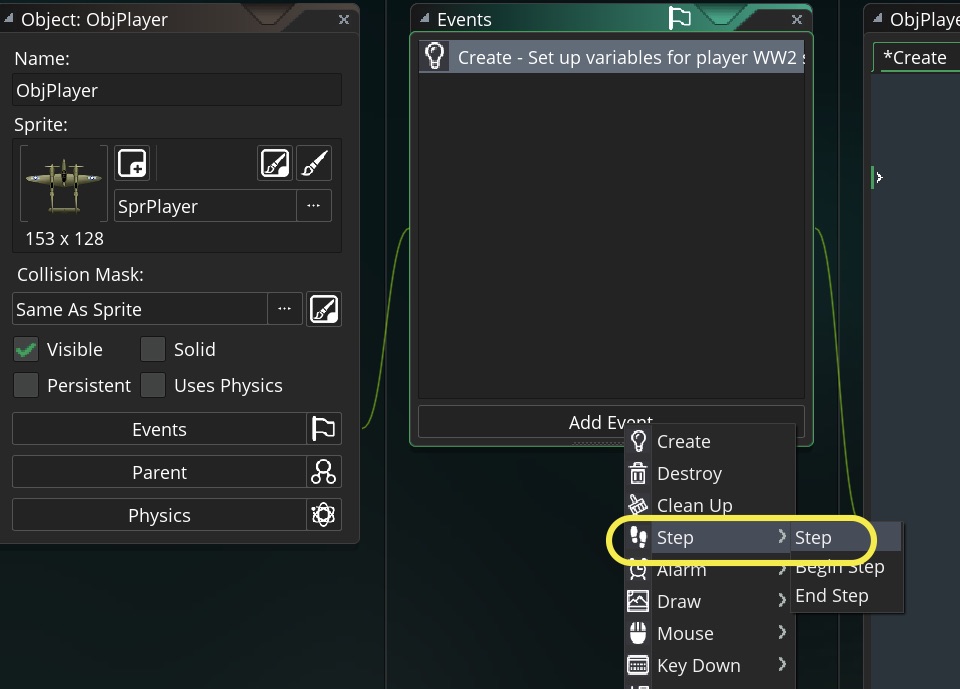 Object: ObjPlayer
Name:
ObjPlayer
Sprite:
SprPlayer
...
153 x 128
Collision Mask:
Same As Sprite
...
Visible
Solid
Persistent
Uses Physics
Events
Parent
Physics
Events
Create - Set up variables for player WW2
Add Event
Create
Destroy
Clean Up
Step
Alarm
Draw
Mouse
Key Down
Step
Begin Step
End Step
ObjPlaye
*Create